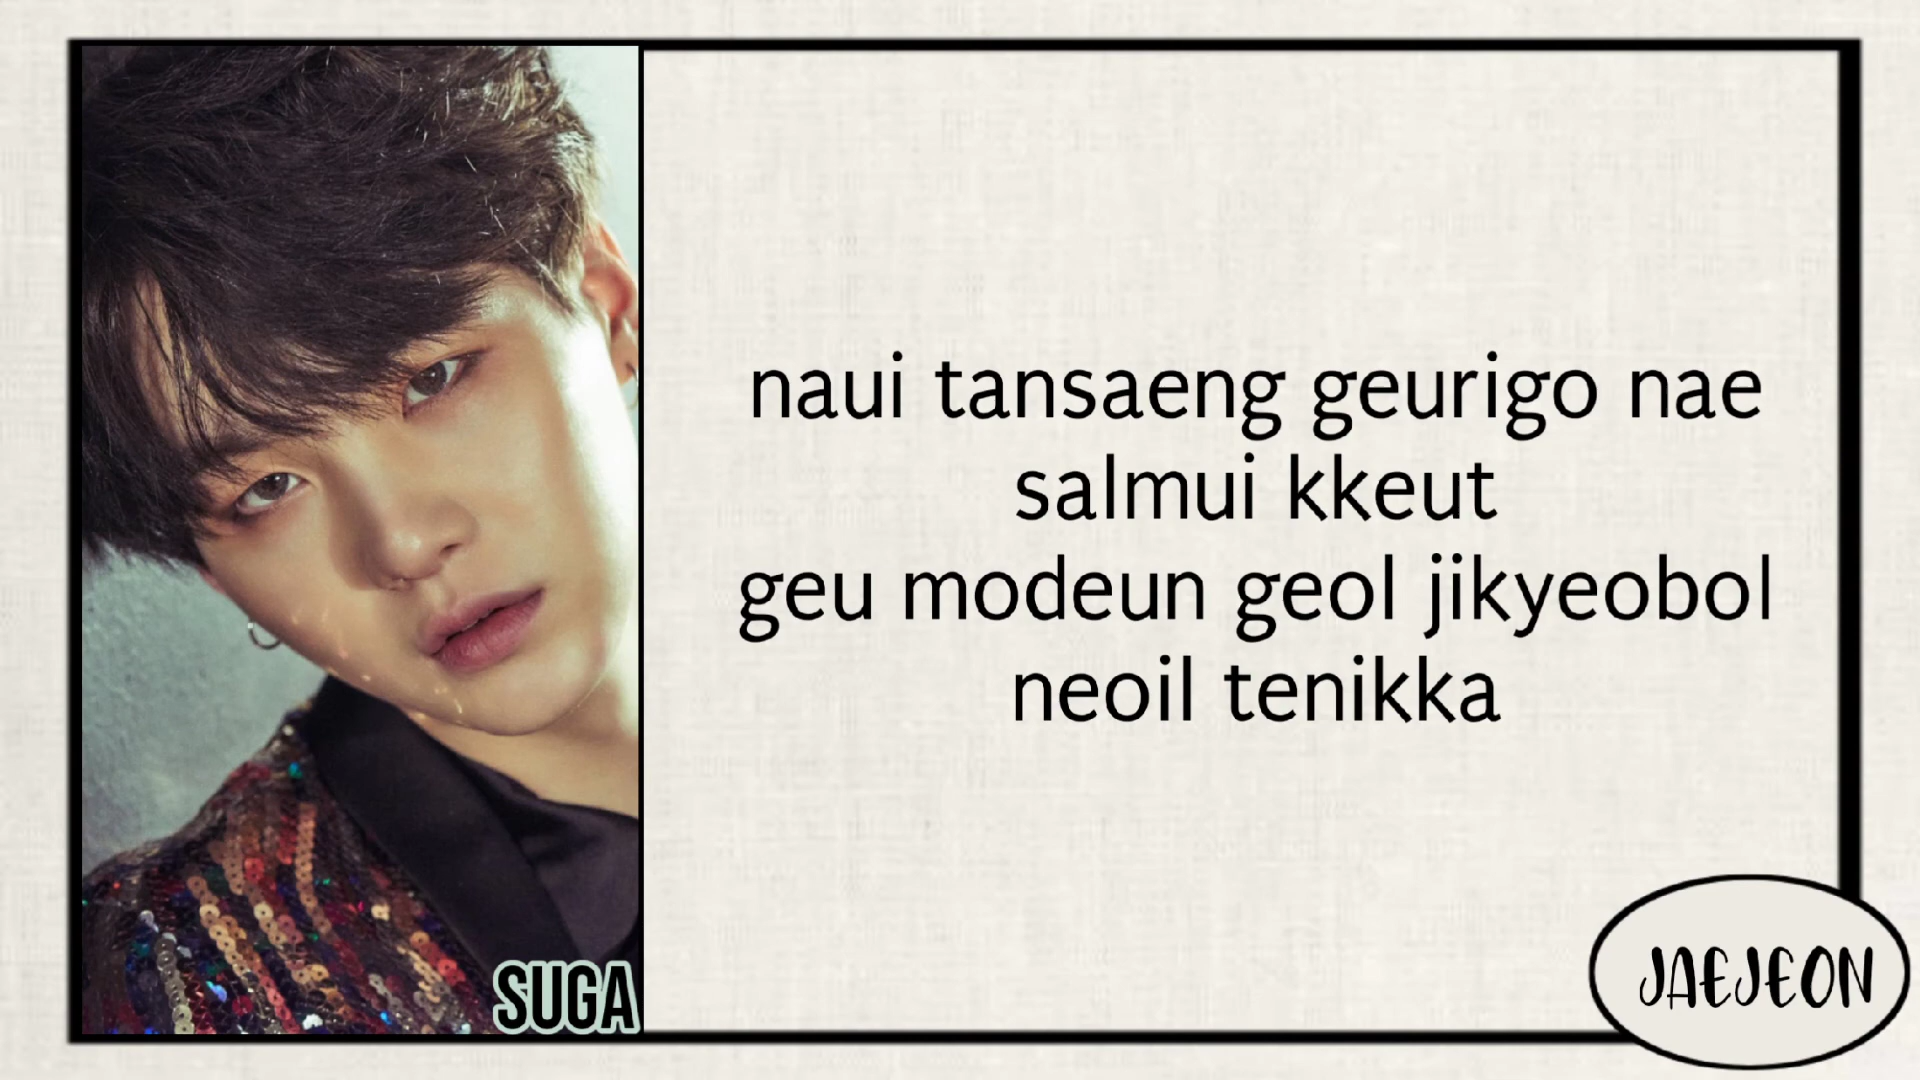 naui tansaeng geurigo nae
salmui kkeut
geu modeun geol jikyeobol
neoil tenikka
SUGA
JAEJEON